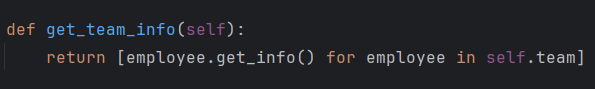 def get_team_info(self):
    return [employee.get_info() for employee in self.team]